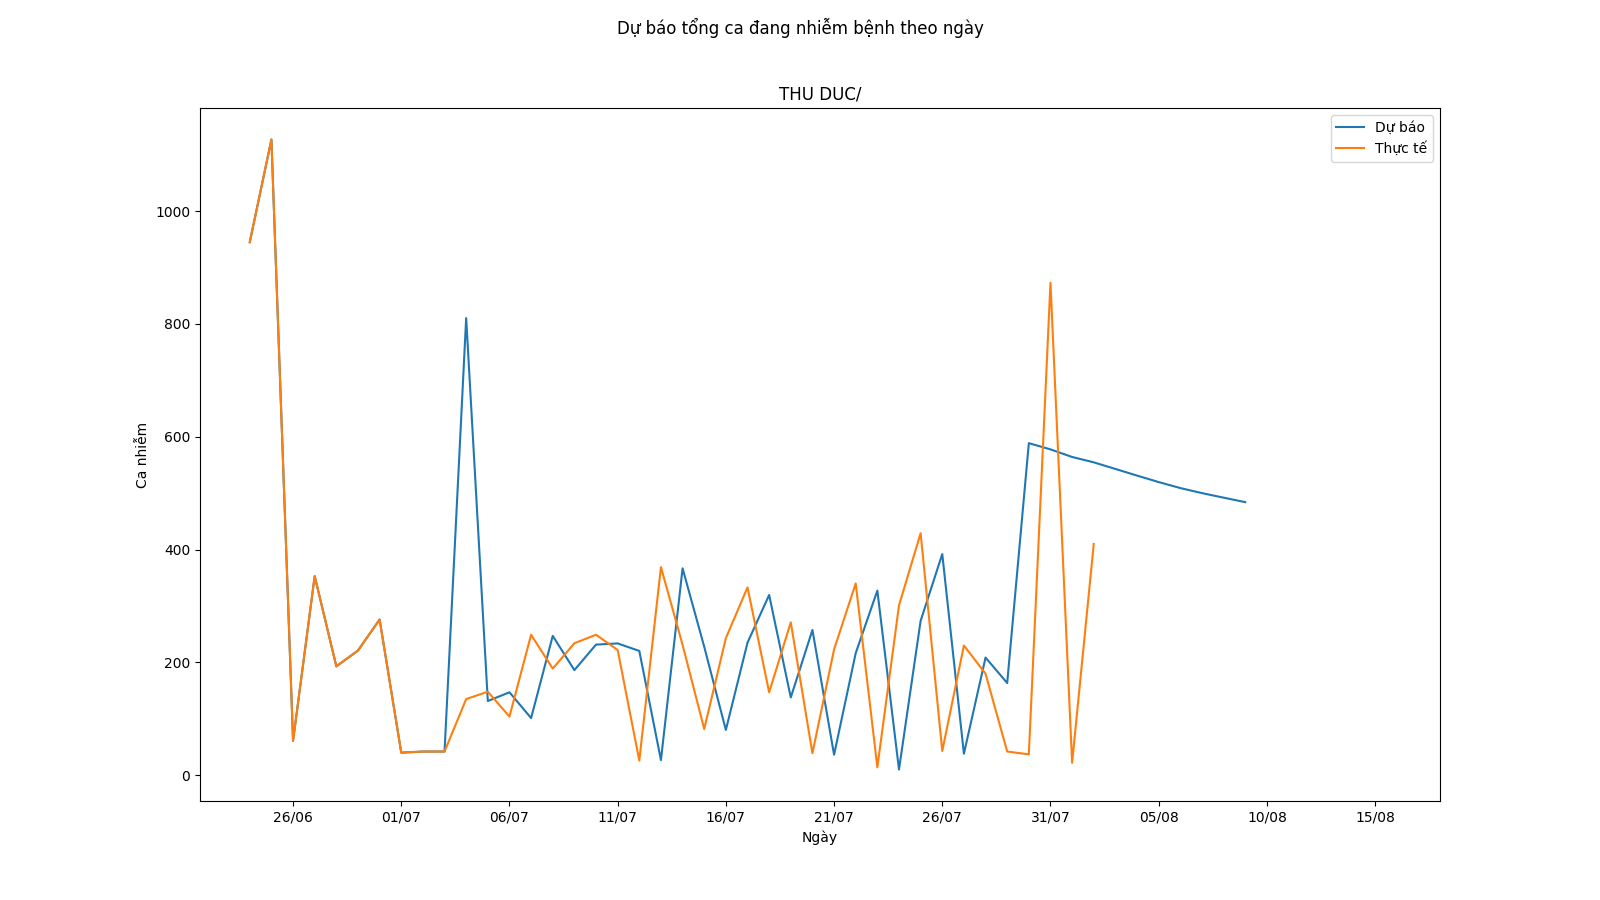 Dự báo tổng ca đang nhiễm bệnh theo ngày
THU DUC/
Dự báo
Thực tế
1000
800
600
400
200
0
Ca nhiễm
26/06
01/07
06/07
11/07
16/07
21/07
26/07
31/07
05/08
10/08
15/08
Ngày